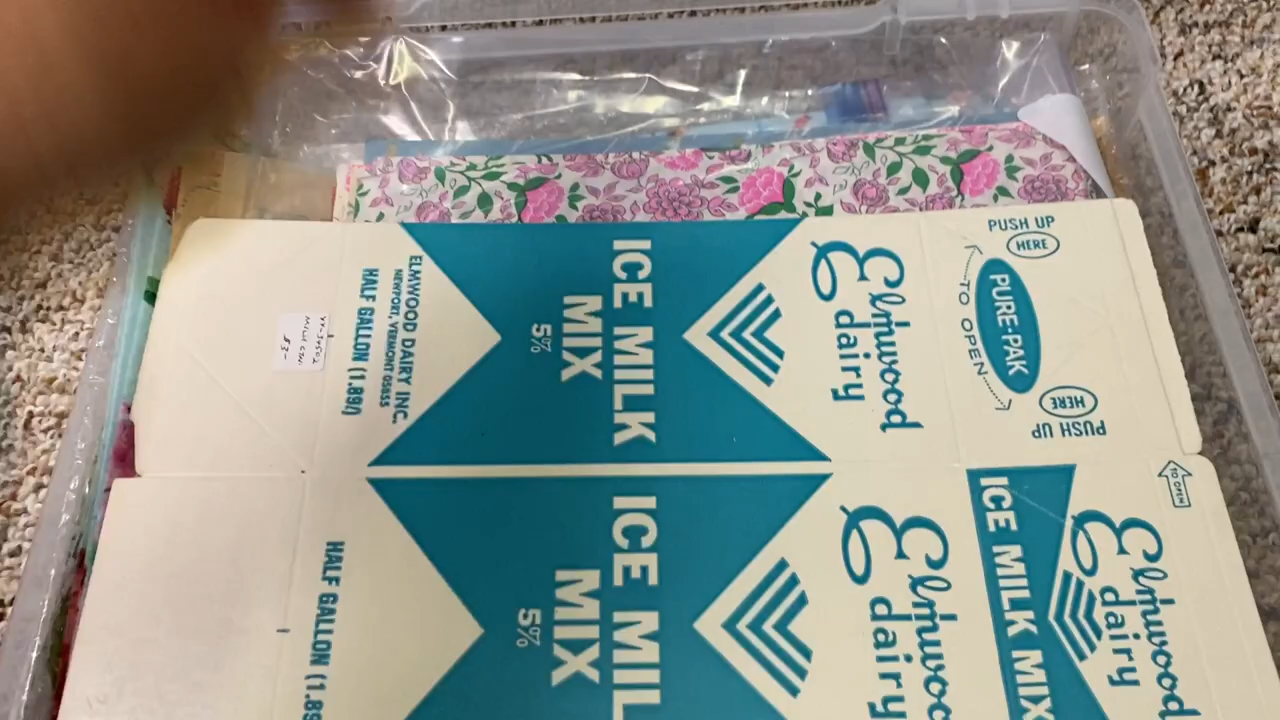 PUSH UP
HERE
PURE-PAK
TO OPEN
HERE
PUSH UP
Elmwood
dairy
ICE MILK
MIX
5%
ELMWOOD DAIRY INC.
NEWPORT, VERMONT 05855
HALF GALLON (1.89l)
$3-
TO OPEN
Elmwood
dairy
ICE MILK MIX
Elmwood
dairy
ICE MIL
MIX
5%
HALF GALLON (1.89